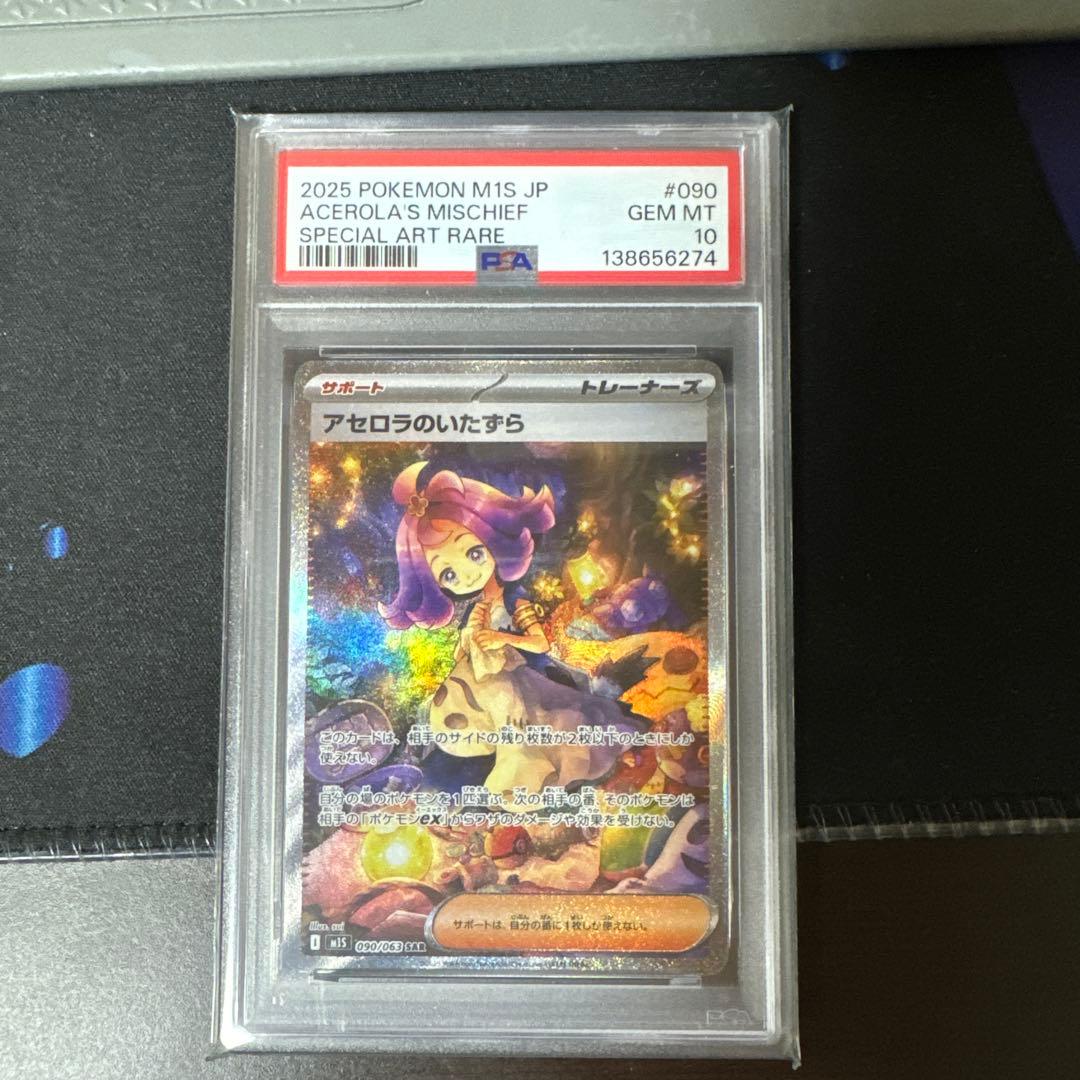 2025 POKEMON M1S JP #090
ACEROLA'S MISCHIEF GEM MT
SPECIAL ART RARE 10
PSA 138656274
サポート トレーナーズ
アセロラのいたずら
このカードは、相手のサイドの残り枚数が2枚以下のときにしか
使えない。
自分の場のポケモンを1匹選ぶ。次の相手の番、そのポケモンは
相手の「ポケモンex」からワザのダメージや効果を受けない。
サポートは、自分の番に1枚しか使えない。
Illus. sui
I M1S 090/063 SAR
PSA